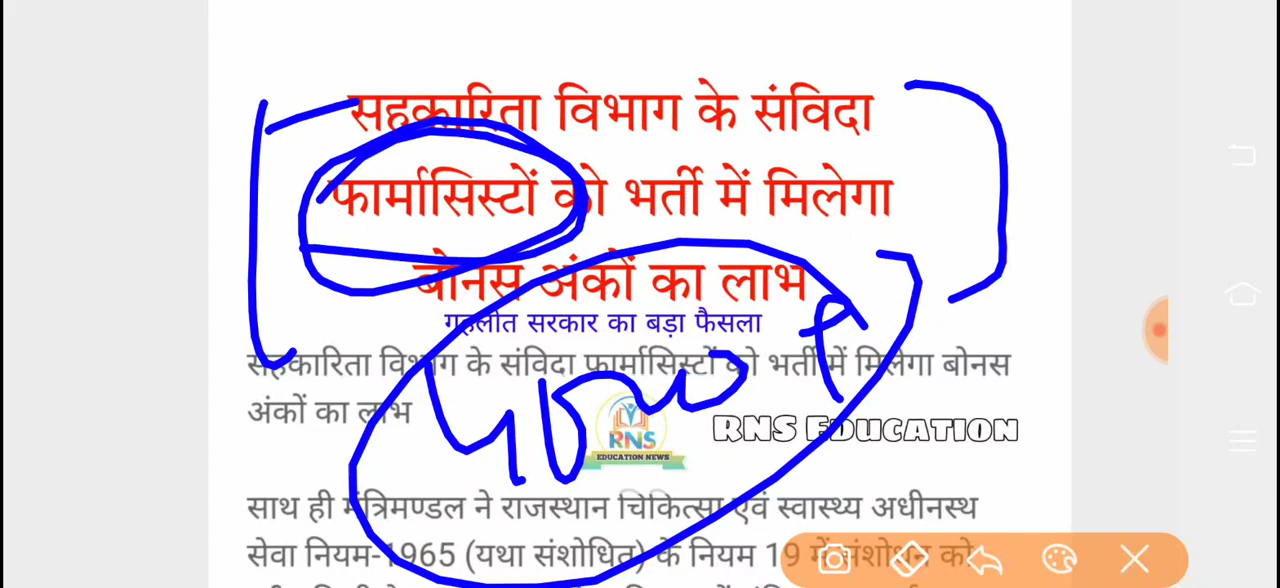 सहकारिता विभाग के संविदा
फार्मासिस्टों को भर्ती में मिलेगा
बोनस अंकों का लाभ
गहलोत सरकार का बड़ा फैसला
सहकारिता विभाग के संविदा फार्मासिस्टों को भर्ती में मिलेगा बोनस
अंकों का लाभ
RNS
EDUCATION NEWS
RNS EDUCATION
साथ ही मंत्रिमण्डल ने राजस्थान चिकित्सा एवं स्वास्थ्य अधीनस्थ
सेवा नियम-1965 (यथा संशोधित) के नियम 19 में संशोधन को